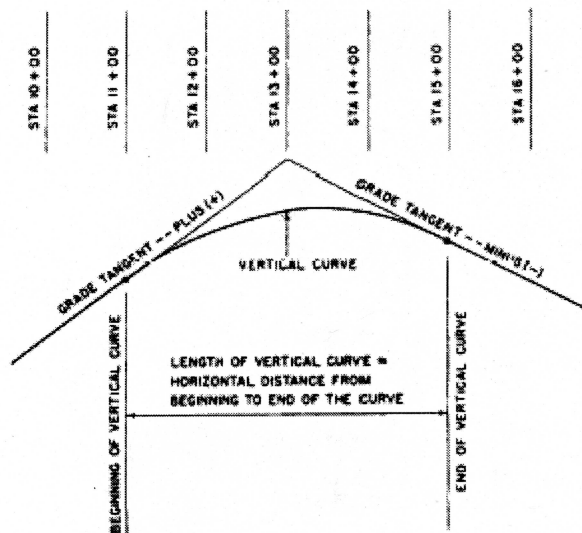 STA 10+00
STA 11+00
STA 12+00
STA 13+00
STA 14+00
STA 15+00
STA 16+00
GRADE TANGENT -- PLUS (+)
GRADE TANGENT -- MINUS (-)
VERTICAL CURVE
LENGTH OF VERTICAL CURVE =
HORIZONTAL DISTANCE FROM
BEGINNING TO END OF THE CURVE
BEGINNING OF VERTICAL CURVE
END OF VERTICAL CURVE